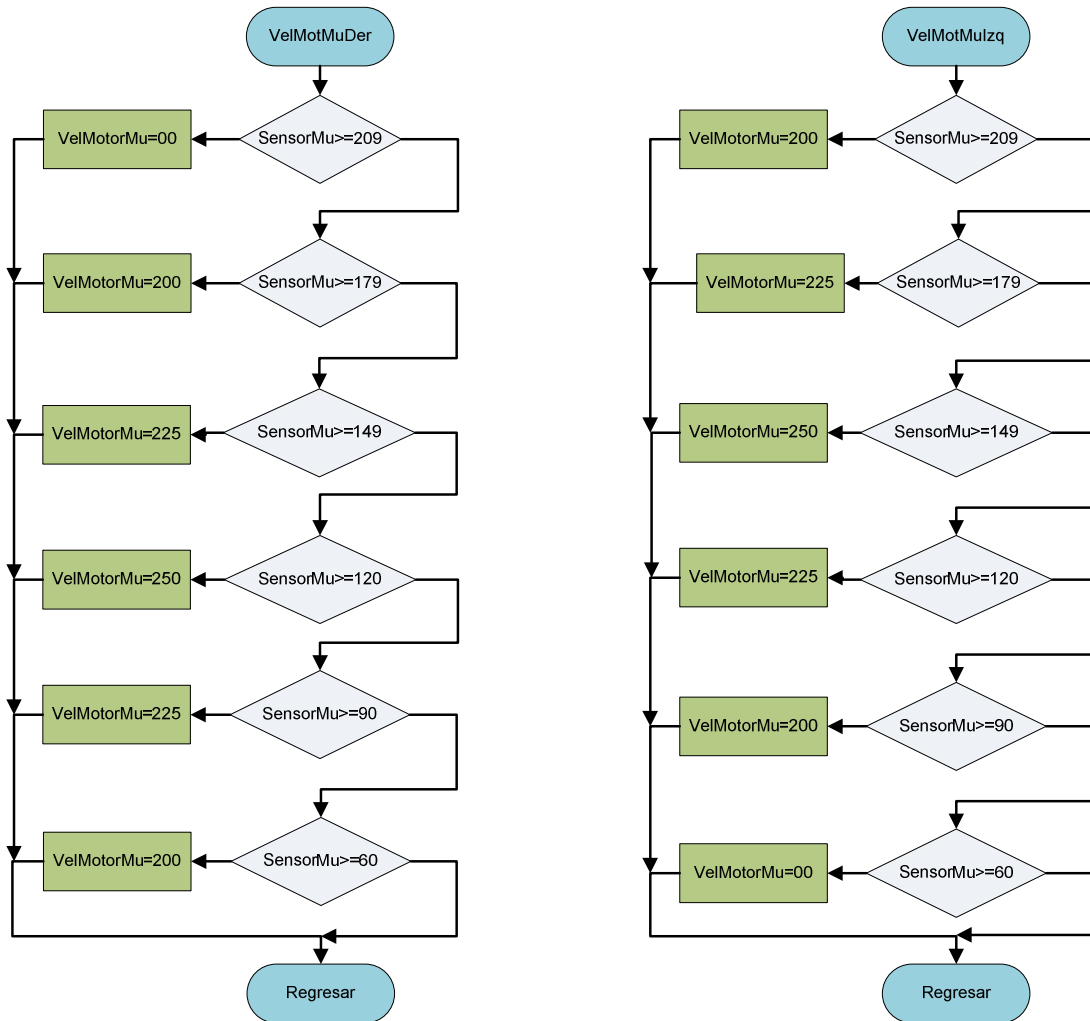 VelMotMuDer
SensorMu>=209
VelMotorMu=00
SensorMu>=179
VelMotorMu=200
SensorMu>=149
VelMotorMu=225
SensorMu>=120
VelMotorMu=250
SensorMu>=90
VelMotorMu=225
SensorMu>=60
VelMotorMu=200
Regresar
VelMotMuIzq
SensorMu>=209
VelMotorMu=200
SensorMu>=179
VelMotorMu=225
SensorMu>=149
VelMotorMu=250
SensorMu>=120
VelMotorMu=225
SensorMu>=90
VelMotorMu=200
SensorMu>=60
VelMotorMu=00
Regresar